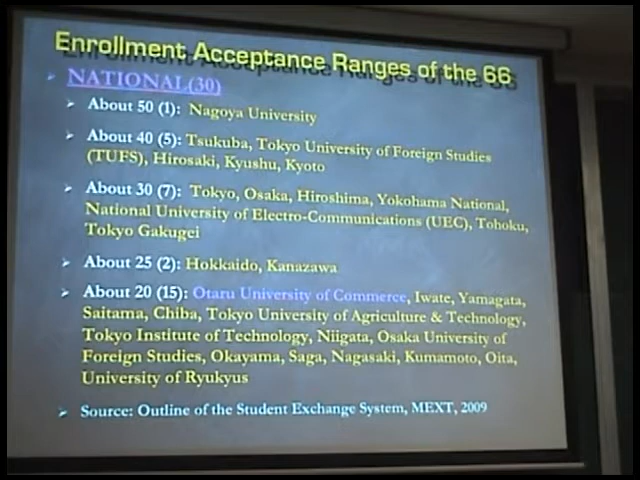 Enrollment Acceptance Ranges of the 66
NATIONAL(30)
About 50 (1): Nagoya University
About 40 (5): Tsukuba, Tokyo University of Foreign Studies
(TUFS), Hirosaki, Kyushu, Kyoto
About 30 (7): Tokyo, Osaka, Hiroshima, Yokohama National,
National University of Electro-Communications (UEC), Tohoku,
Tokyo Gakugei
About 25 (2): Hokkaido, Kanazawa
About 20 (15): Otaru University of Commerce, Iwate, Yamagata,
Saitama, Chiba, Tokyo University of Agriculture & Technology,
Tokyo Institute of Technology, Niigata, Osaka University of
Foreign Studies, Okayama, Saga, Nagasaki, Kumamoto, Oita,
University of Ryukyus
Source: Outline of the Student Exchange System, MEXT, 2009